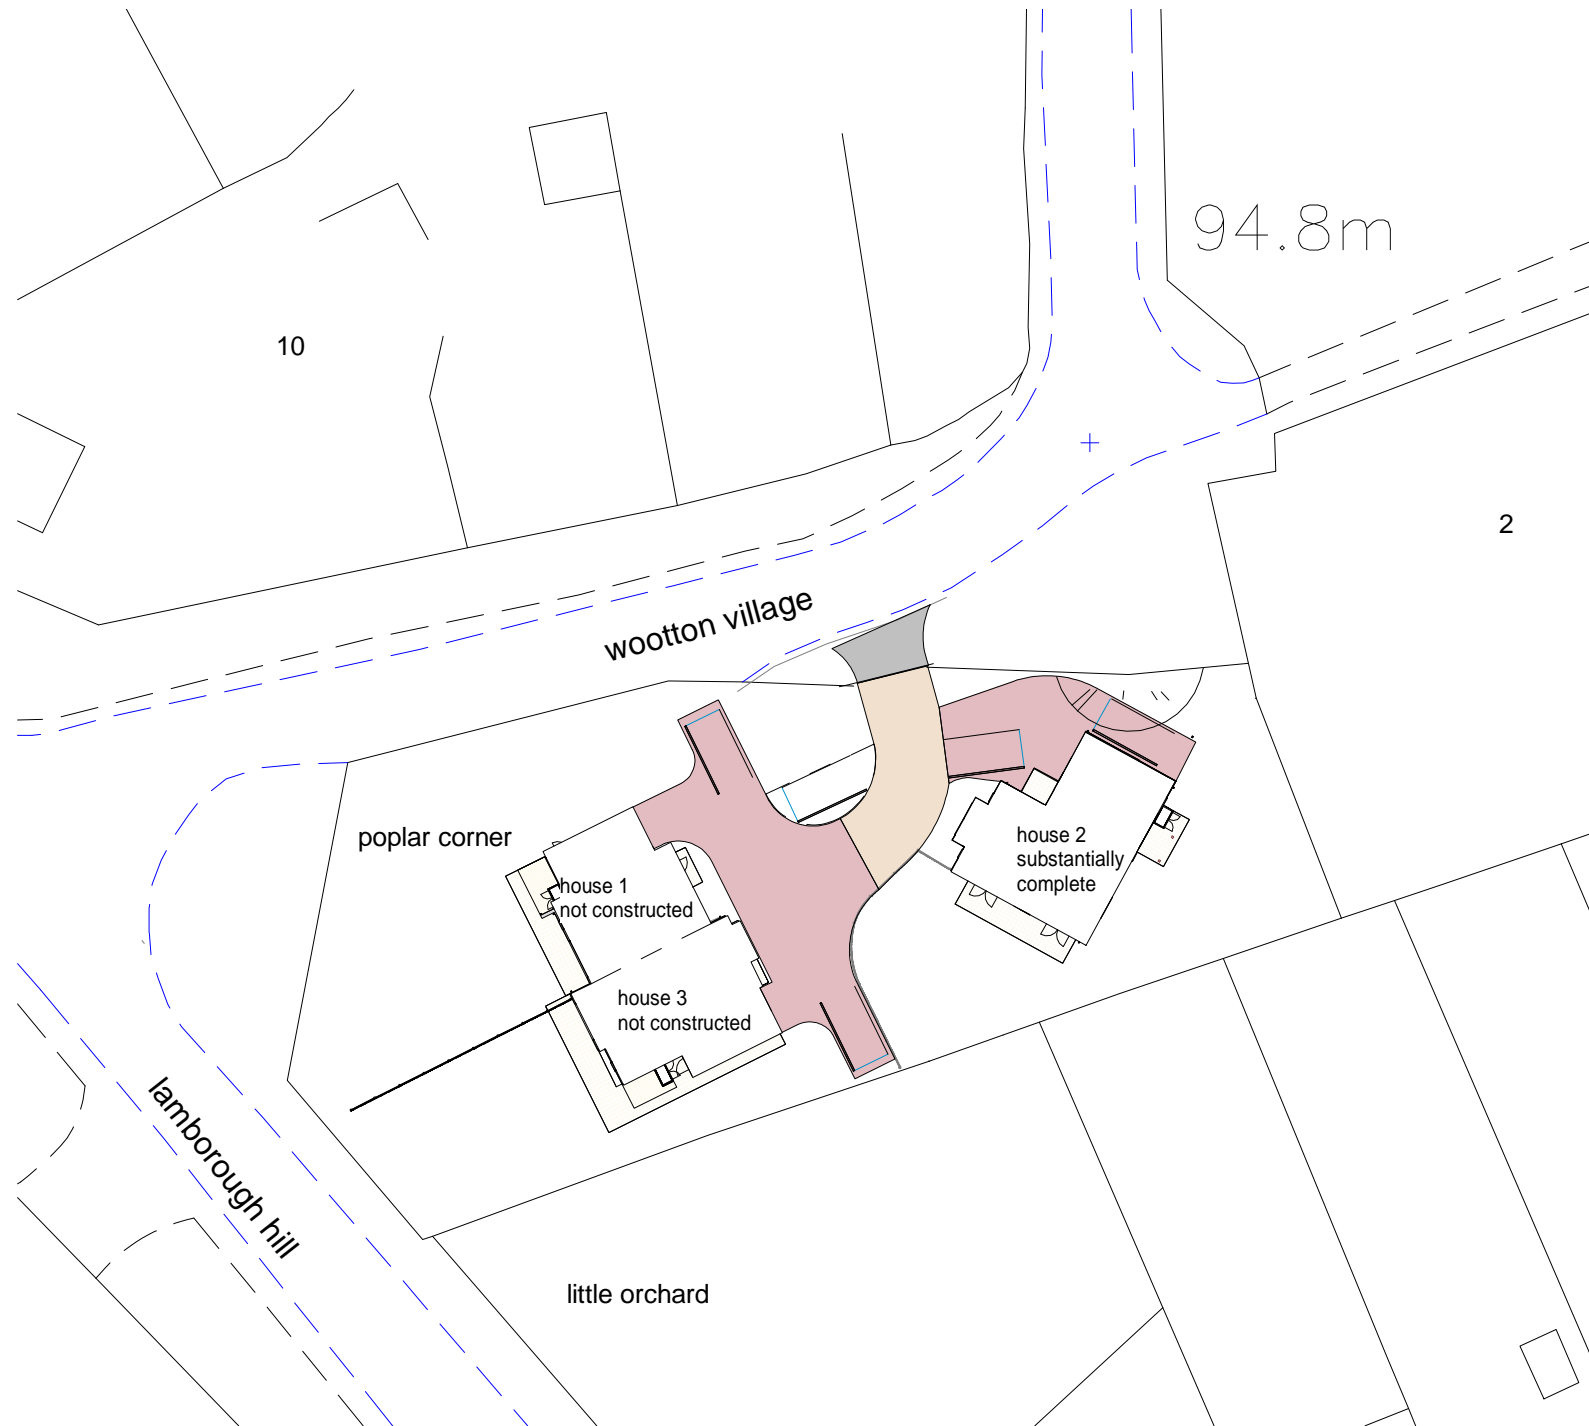 94.8m
10
2
wootton village
poplar corner
house 2
substantially
complete
house 1
not constructed
house 3
not constructed
lamborough hill
little orchard